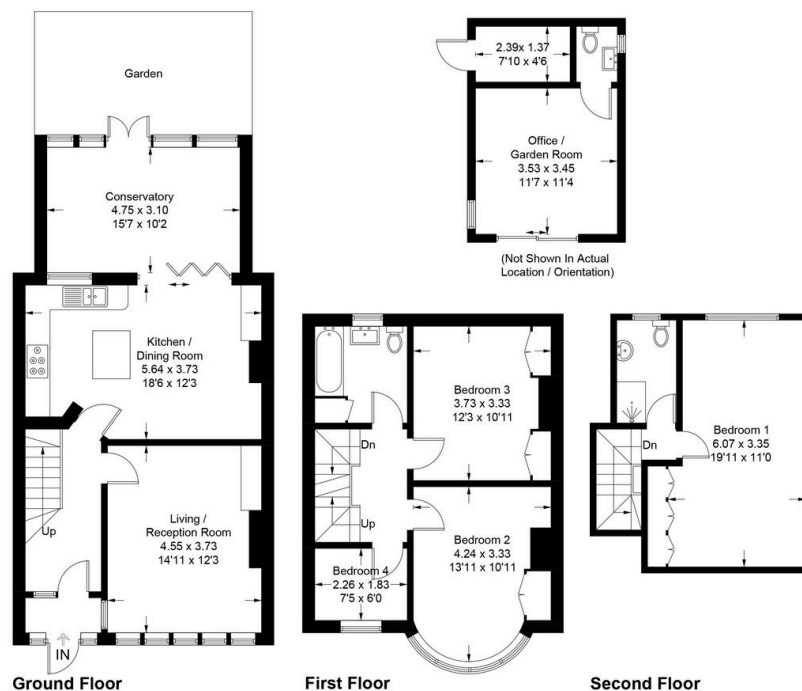 Garden
Conservatory
4.75 x 3.10
15'7 x 10'2
Kitchen /
Dining Room
5.64 x 3.73
18'6 x 12'3
Up
Living /
Reception Room
4.55 x 3.73
14'11 x 12'3
IN
Ground Floor
2.39x 1.37
7'10 x 4'6
Office /
Garden Room
3.53 x 3.45
11'7 x 11'4
(Not Shown In Actual
Location / Orientation)
Bedroom 3
3.73 x 3.33
12'3 x 10'11
Dn
Up
Bedroom 2
4.24 x 3.33
13'11 x 10'11
Bedroom 4
2.26 x 1.83
7'5 x 6'0
First Floor
Dn
Bedroom 1
6.07 x 3.35
19'11 x 11'0
Second Floor